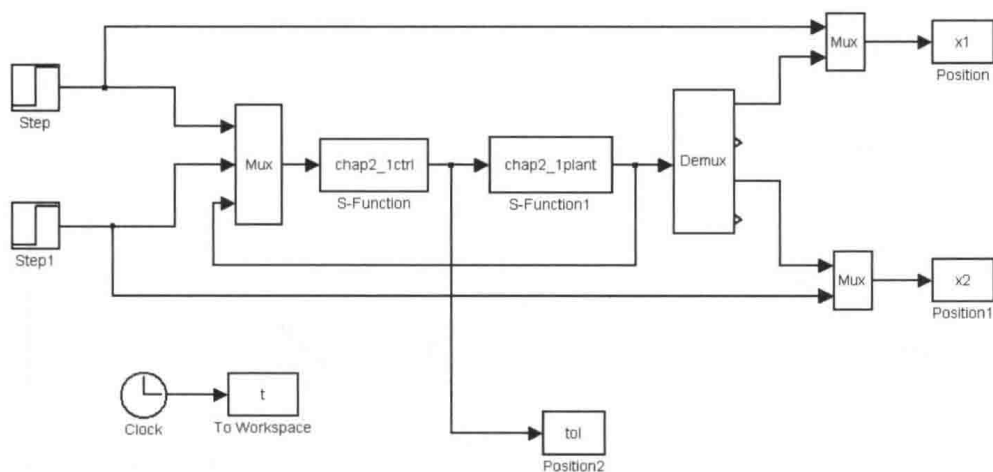 Mux
x1
Position
Step
Mux
chap2_1ctrl
S-Function
chap2_1plant
S-Function1
Demux
Step1
Mux
x2
Position1
Clock
t
To Workspace
tol
Position2